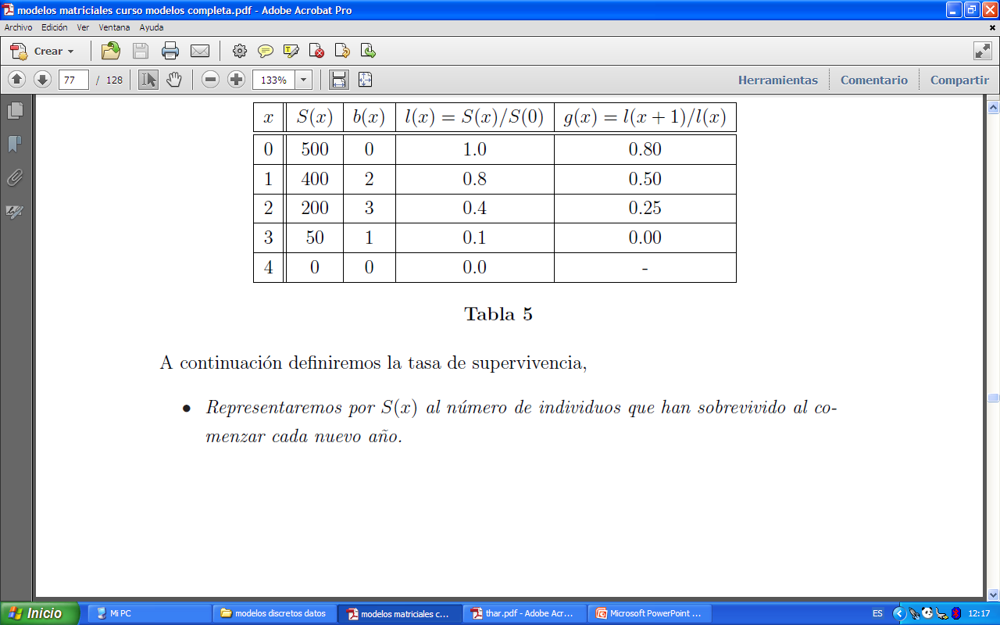 modelos matriciales curso modelos completa.pdf - Adobe Acrobat Pro
Archivo Edición Ver Ventana Ayuda
Crear
77 / 128 133% Herramientas Comentario Compartir
x S(x) b(x) l(x) = S(x)/S(0) g(x) = l(x + 1)/l(x)
0 500 0 1.0 0.80
1 400 2 0.8 0.50
2 200 3 0.4 0.25
3 50 1 0.1 0.00
4 0 0 0.0 -
Tabla 5
A continuación definiremos la tasa de supervivencia,
• Representaremos por S(x) al número de individuos que han sobrevivido al co-
menzar cada nuevo año.
Inicio Mi PC modelos discretos datos modelos matriciales c... thar.pdf - Adobe Acr... Microsoft PowerPoint ... ES 12:17